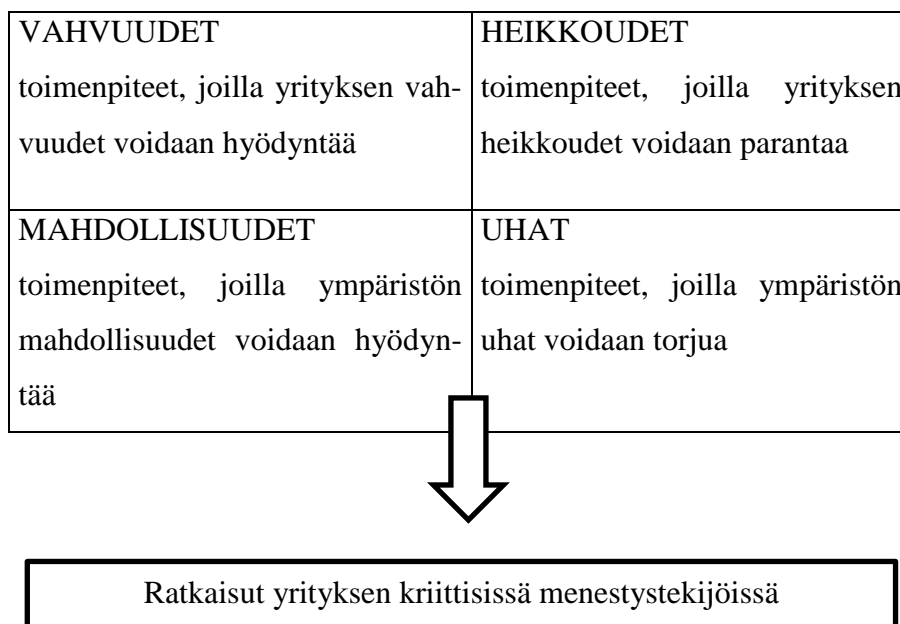 VAHVUUDET
toimenpiteet, joilla yrityksen vah-
vuudet voidaan hyödyntää
HEIKKOUDET
toimenpiteet, joilla yrityksen
heikkoudet voidaan parantaa
MAHDOLLISUUDET
toimenpiteet, joilla ympäristön
mahdollisuudet voidaan hyödyn-
tää
UHAT
toimenpiteet, joilla ympäristön
uhat voidaan torjua
Ratkaisut yrityksen kriittisissä menestystekijöissä